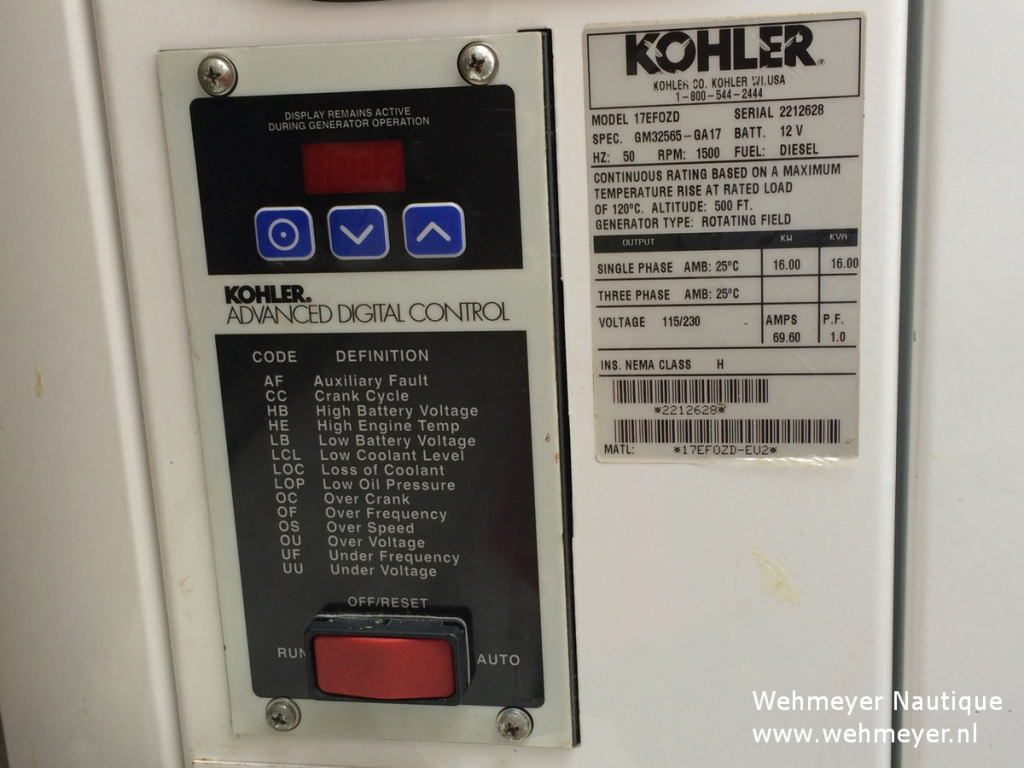 DISPLAY REMAINS ACTIVE
DURING GENERATOR OPERATION
KOHLER.
ADVANCED DIGITAL CONTROL
CODE DEFINITION
AF Auxiliary Fault
CC Crank Cycle
HB High Battery Voltage
HE High Engine Temp
LB Low Battery Voltage
LCL Low Coolant Level
LOC Loss of Coolant
LOP Low Oil Pressure
OC Over Crank
OF Over Frequency
OS Over Speed
OU Over Voltage
UF Under Frequency
UU Under Voltage
OFF/RESET
RUN AUTO
KOHLER®
KOHLER CO. KOHLER WI.USA
1-800-544-2444
MODEL 17EFOZD SERIAL 2212628
SPEC. GM32565-GA17 BATT. 12 V
HZ: 50 RPM: 1500 FUEL: DIESEL
CONTINUOUS RATING BASED ON A MAXIMUM
TEMPERATURE RISE AT RATED LOAD
OF 120ºC. ALTITUDE: 500 FT.
GENERATOR TYPE: ROTATING FIELD
OUTPUT KW KVA
SINGLE PHASE AMB: 25ºC 16.00 16.00
THREE PHASE AMB: 25ºC
VOLTAGE 115/230 AMPS P.F.
69.60 1.0
INS. NEMA CLASS H
*2212628*
MATL: *17EFOZD-EU2*
Wehmeyer Nautique
www.wehmeyer.nl